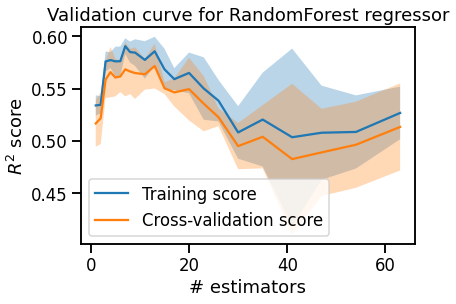 Validation curve for RandomForest regressor
0.60
0.55
0.50
0.45
R² score
Training score
Cross-validation score
0 20 40 60
# estimators